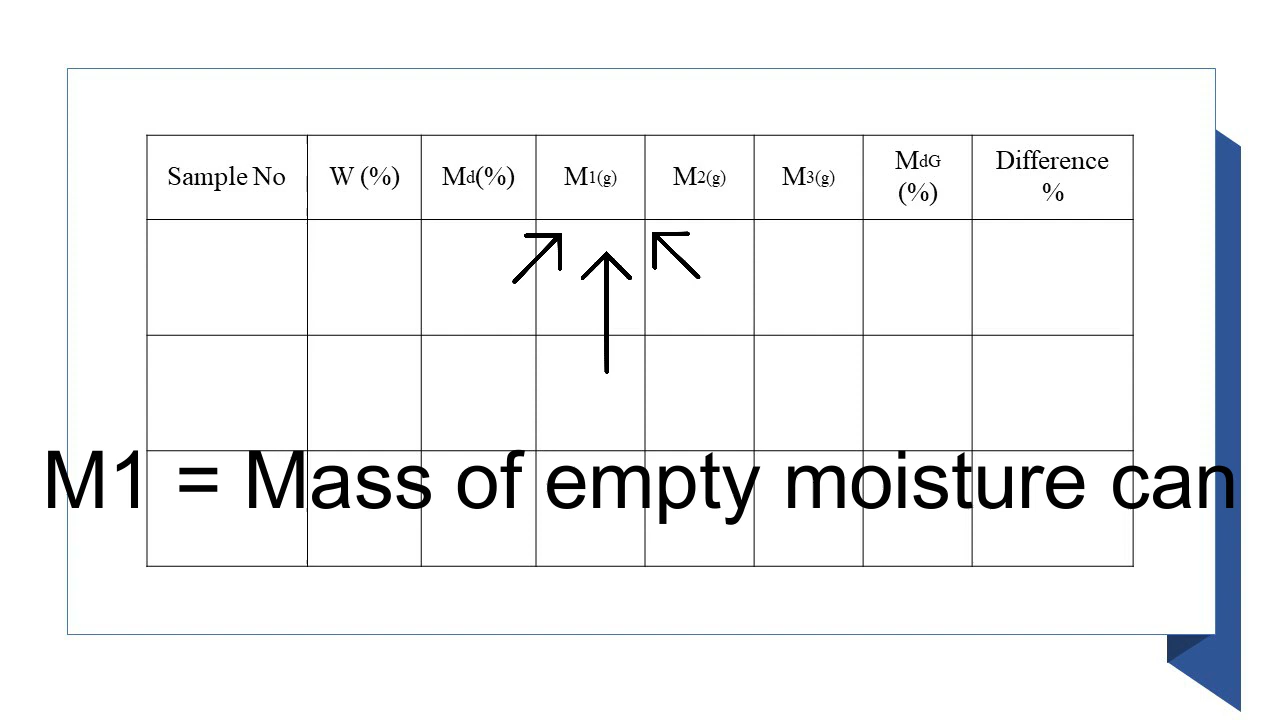 Sample No W (%) Md(%) M1(g) M2(g) M3(g) MdG (%) Difference %
M1 = Mass of empty moisture can